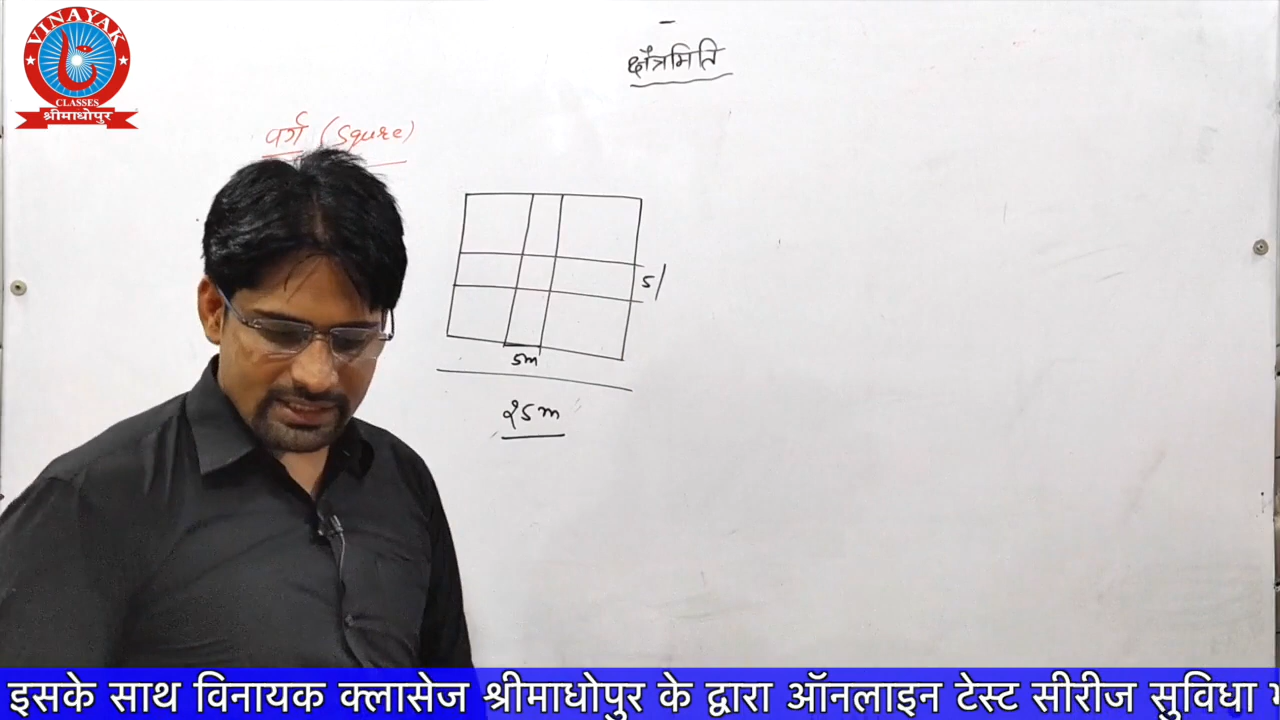 VINAYAK
CLASSES
श्रीमाधोपुर
क्षेत्रमिति
वर्ग (Squre)
5
5m
25m
इसके साथ विनायक क्लासेज श्रीमाधोपुर के द्वारा ऑनलाइन टेस्ट सीरीज सुविधा भ